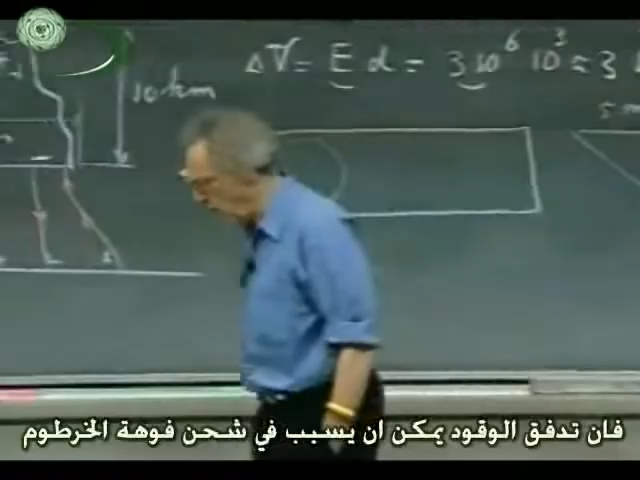 ΔV = E d = 3 10⁶ 10³ ≈ 3
10 km
فان تدفق الوقود يمكن ان يسبب في شحن فوهة الخرطوم